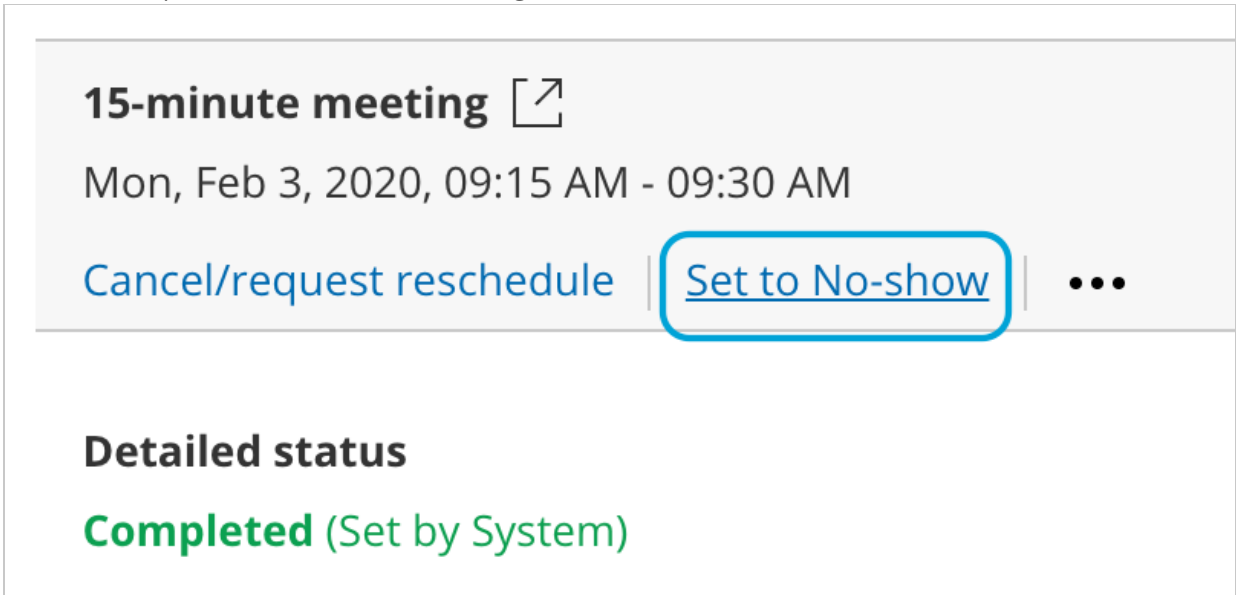 15-minute meeting
Mon, Feb 3, 2020, 09:15 AM - 09:30 AM
Cancel/request reschedule | Set to No-show | •••
Detailed status
Completed (Set by System)